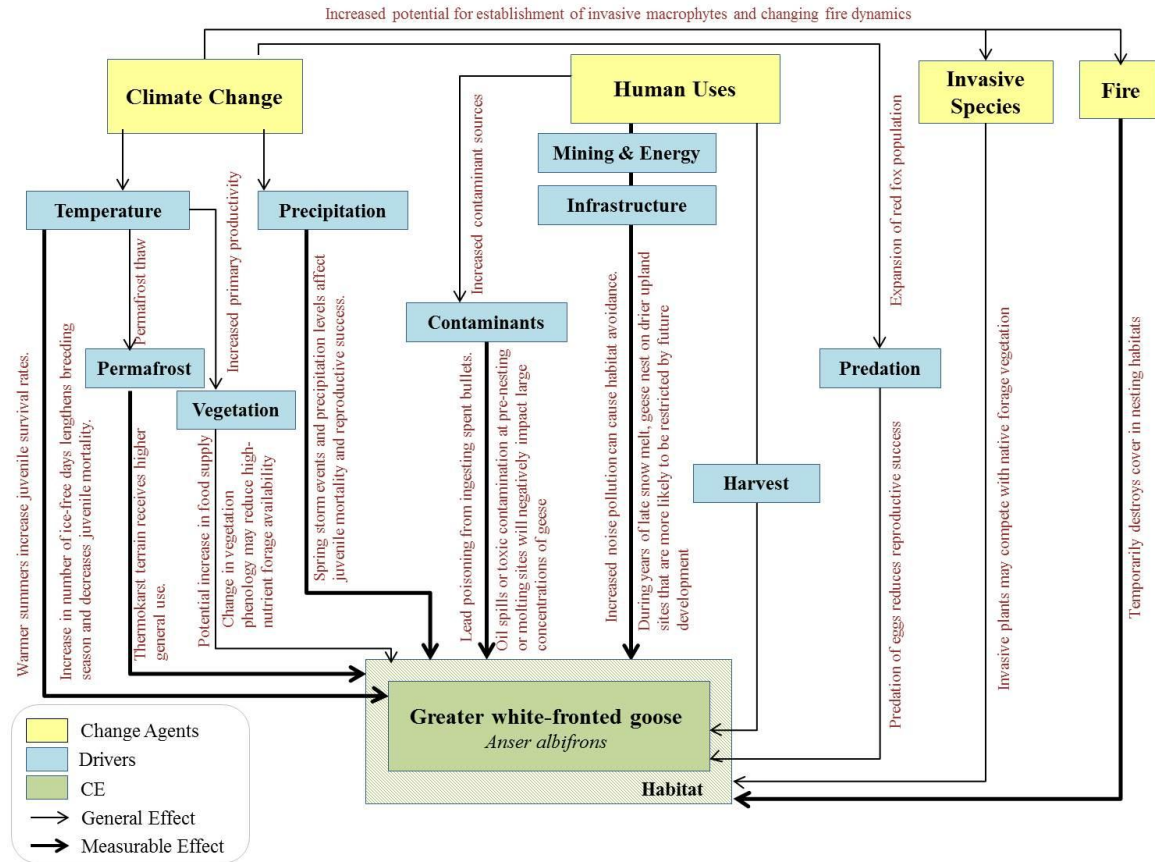 Increased potential for establishment of invasive macrophytes and changing fire dynamics
Climate Change
Human Uses
Invasive
Species
Fire
Mining & Energy
Infrastructure
Temperature
Precipitation
Increased primary productivity
Increased contaminant sources
Expansion of red fox population
Permafrost thaw
Contaminants
Permafrost
Vegetation
Predation
Harvest
Warmer summers increase juvenile survival rates.
Increase in number of ice-free days lengthens breeding
season and decreases juvenile mortality.
Thermokarst terrain receives higher
general use.
Potential increase in food supply
Change in vegetation
phenology may reduce high-
nutrient forage availability
Spring storm events and precipitation levels affect
juvenile mortality and reproductive success.
Lead poisoning from ingesting spent bullets.
Oil spills or toxic contamination at pre-nesting
or molting sites will negatively impact large
concentrations of geese
Increased noise pollution can cause habitat avoidance.
During years of late snow melt, geese nest on drier upland
sites that are more likely to be restricted by future
development
Predation of eggs reduces reproductive success
Invasive plants may compete with native forage vegetation
Temporarily destroys cover in nesting habitats
Greater white-fronted goose
Anser albifrons
Habitat
Change Agents
Drivers
CE
General Effect
Measurable Effect